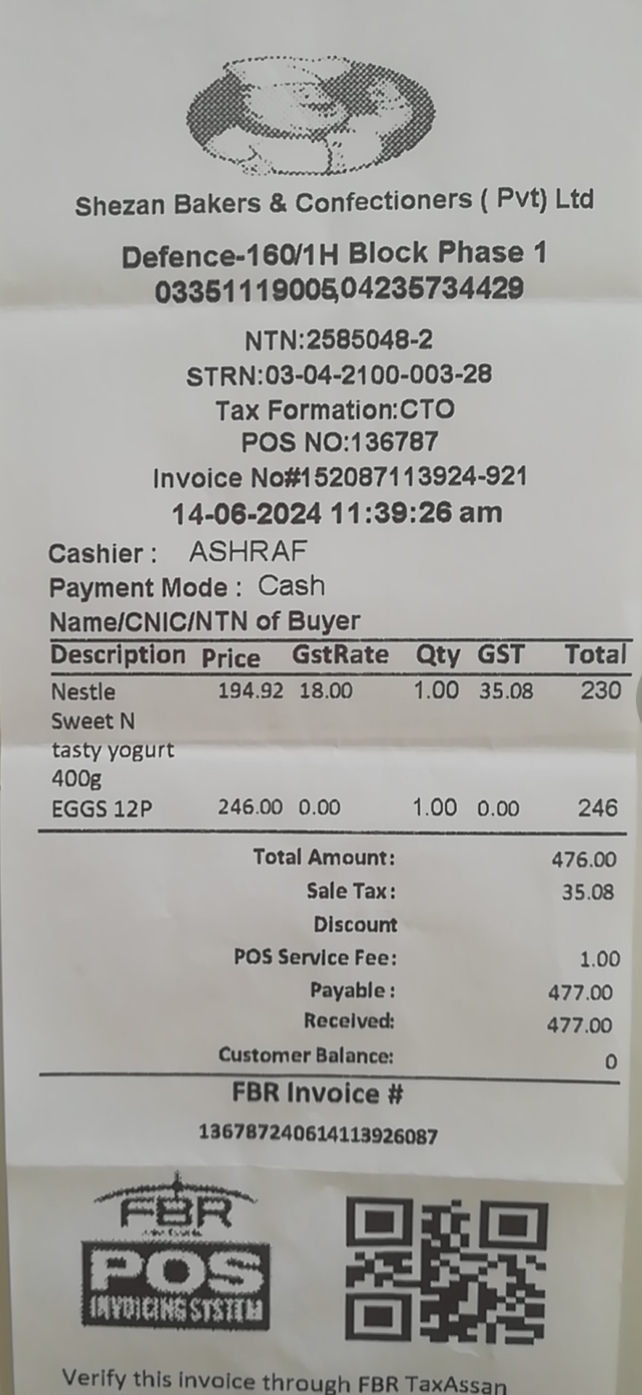 Shezan Bakers & Confectioners ( Pvt) Ltd
Defence-160/1H Block Phase 1
03351119005,04235734429
NTN:2585048-2
STRN:03-04-2100-003-28
Tax Formation:CTO
POS NO:136787
Invoice No#152087113924-921
14-06-2024 11:39:26 am
Cashier : ASHRAF
Payment Mode : Cash
Name/CNIC/NTN of Buyer
Description Price GstRate Qty GST Total
Nestle 194.92 18.00 1.00 35.08 230
Sweet N
tasty yogurt
400g
EGGS 12P 246.00 0.00 1.00 0.00 246
Total Amount: 476.00
Sale Tax: 35.08
Discount
POS Service Fee: 1.00
Payable : 477.00
Received: 477.00
Customer Balance: 0
FBR Invoice #
136787240614113926087
FBR
POS
INVOICING SYSTEM
Verify this invoice through FBR TaxAssan